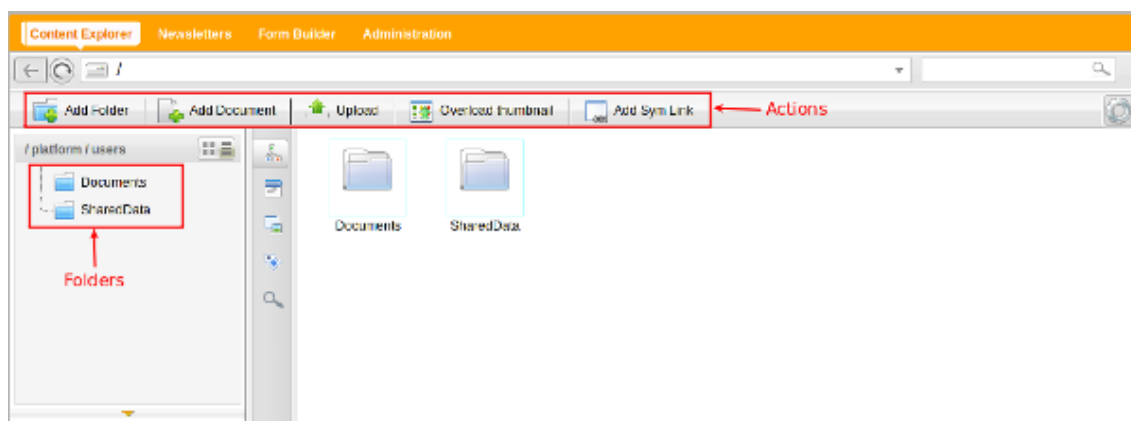 Content Explorer Newsletters Form Builder Administration
/
Add Folder Add Document Upload Overload thumbnail Add Sym Link Actions
/ platform / users
Documents
SharedData
Documents SharedData
Folders